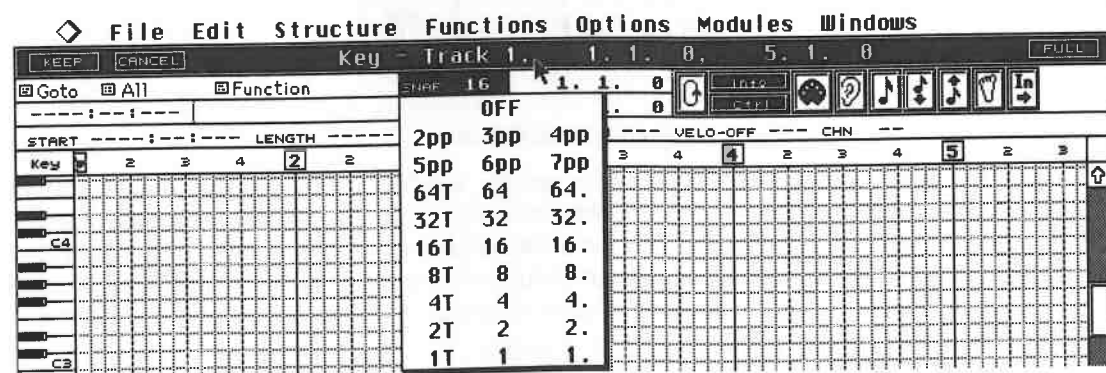 File Edit Structure Functions Options Modules Windows
KEEP CANCEL Key - Track 1, 1. 1. 0, 5. 1. 0 FULL
Goto All Function SNAP 16 1. 1. 0 Info In
--:--:-- OFF . 0 Ctrl
START ----:--: LENGTH ----- 2pp 3pp 4pp --- VELO-OFF --- CHN --
Key 2 3 4 2 2 5pp 6pp 7pp 3 4 4 2 3 4 5 2 3
64T 64 64.
32T 32 32.
C4 16T 16 16.
8T 8 8.
4T 4 4.
2T 2 2.
C3 1T 1 1.